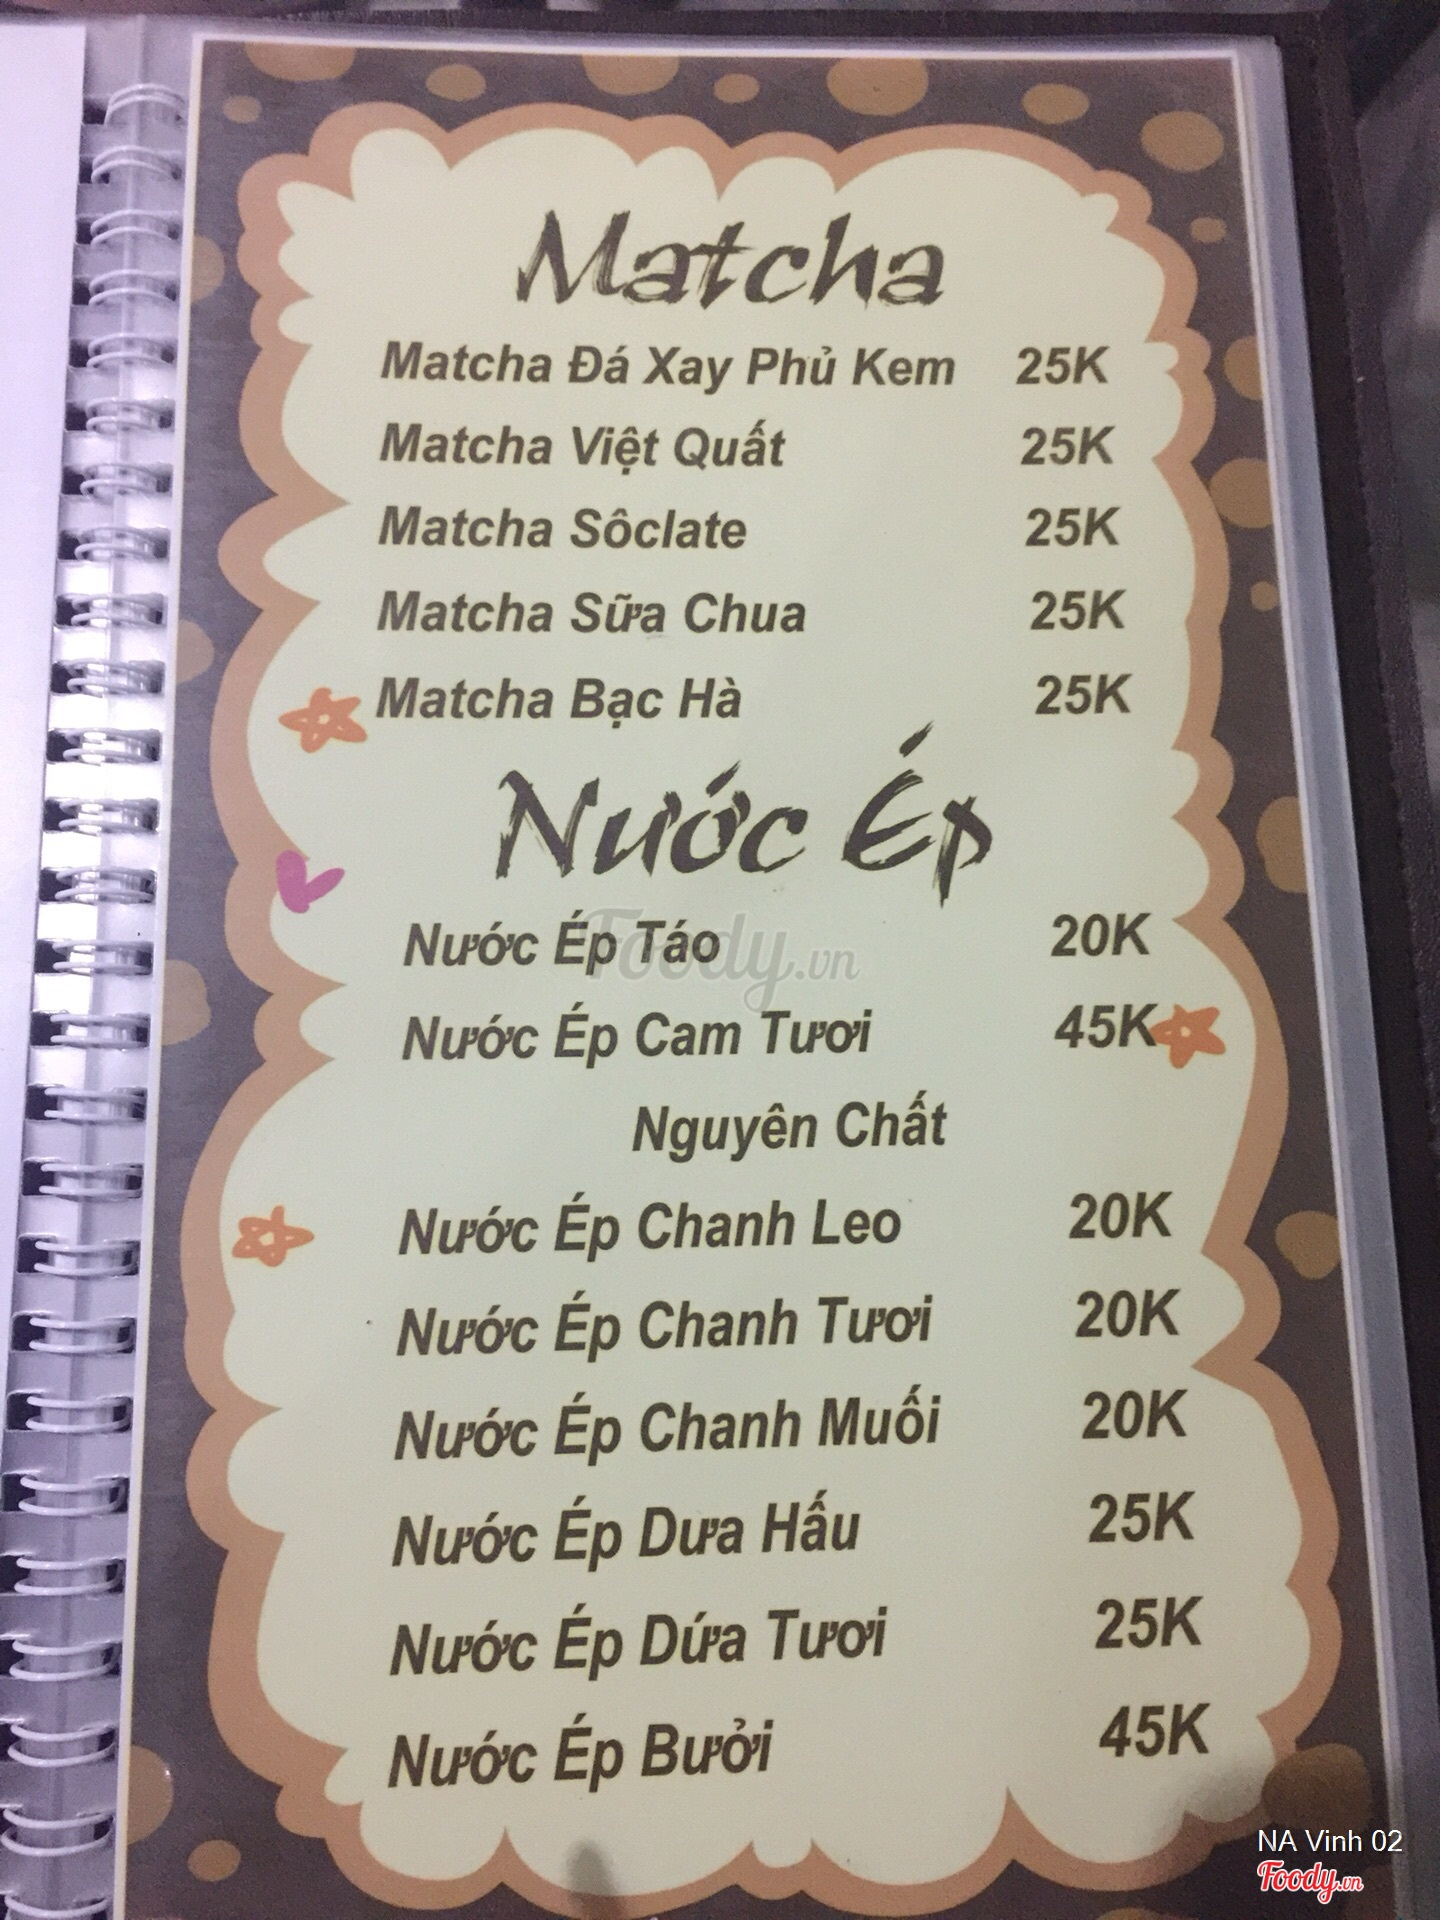 Matcha
Matcha Đá Xay Phủ Kem 25K
Matcha Việt Quất 25K
Matcha Sôclate 25K
Matcha Sữa Chua 25K
Matcha Bạc Hà 25K
Nước Ép
Nước Ép Táo 20K
Foody.vn
Nước Ép Cam Tươi 45K
Nguyên Chất
Nước Ép Chanh Leo 20K
Nước Ép Chanh Tươi 20K
Nước Ép Chanh Muối 20K
Nước Ép Dưa Hấu 25K
Nước Ép Dứa Tươi 25K
Nước Ép Bưởi 45K
NA Vinh 02
Foody.vn